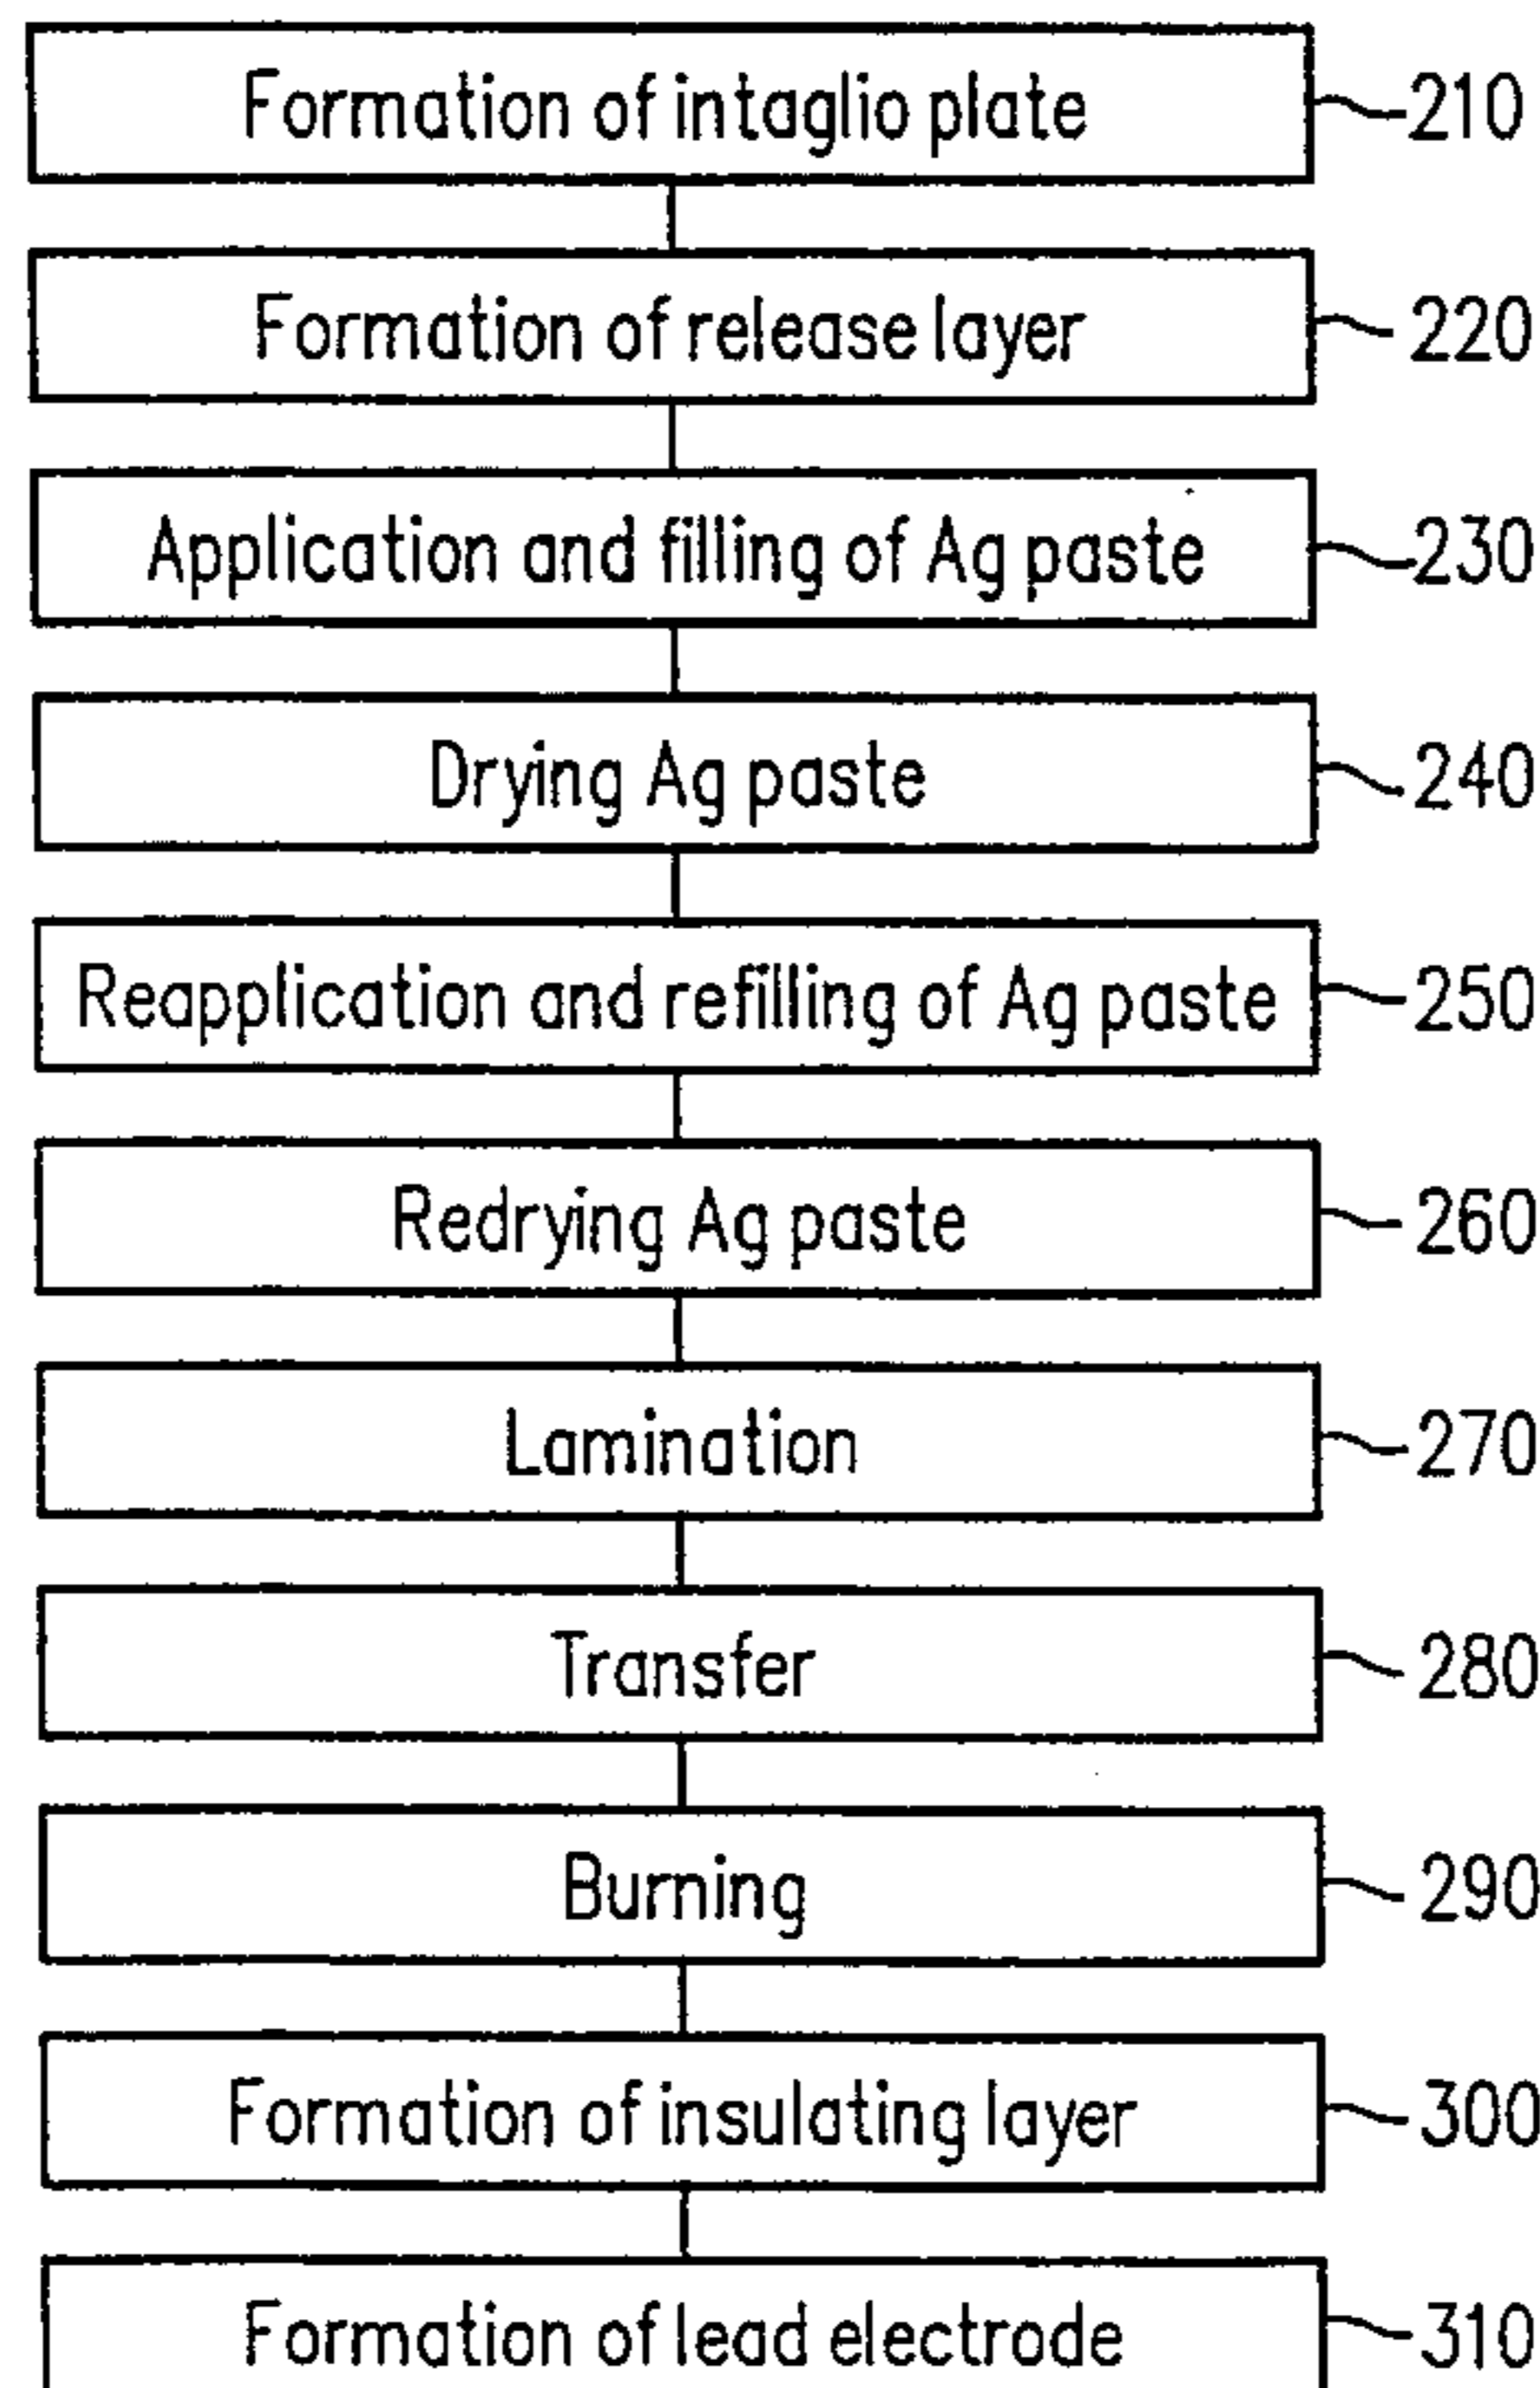 Formation of intaglio plate 210
Formation of release layer 220
Application and filling of Ag paste 230
Drying Ag paste 240
Reapplication and refilling of Ag paste 250
Redrying Ag paste 260
Lamination 270
Transfer 280
Burning 290
Formation of insulating layer 300
Formation of lead electrode 310